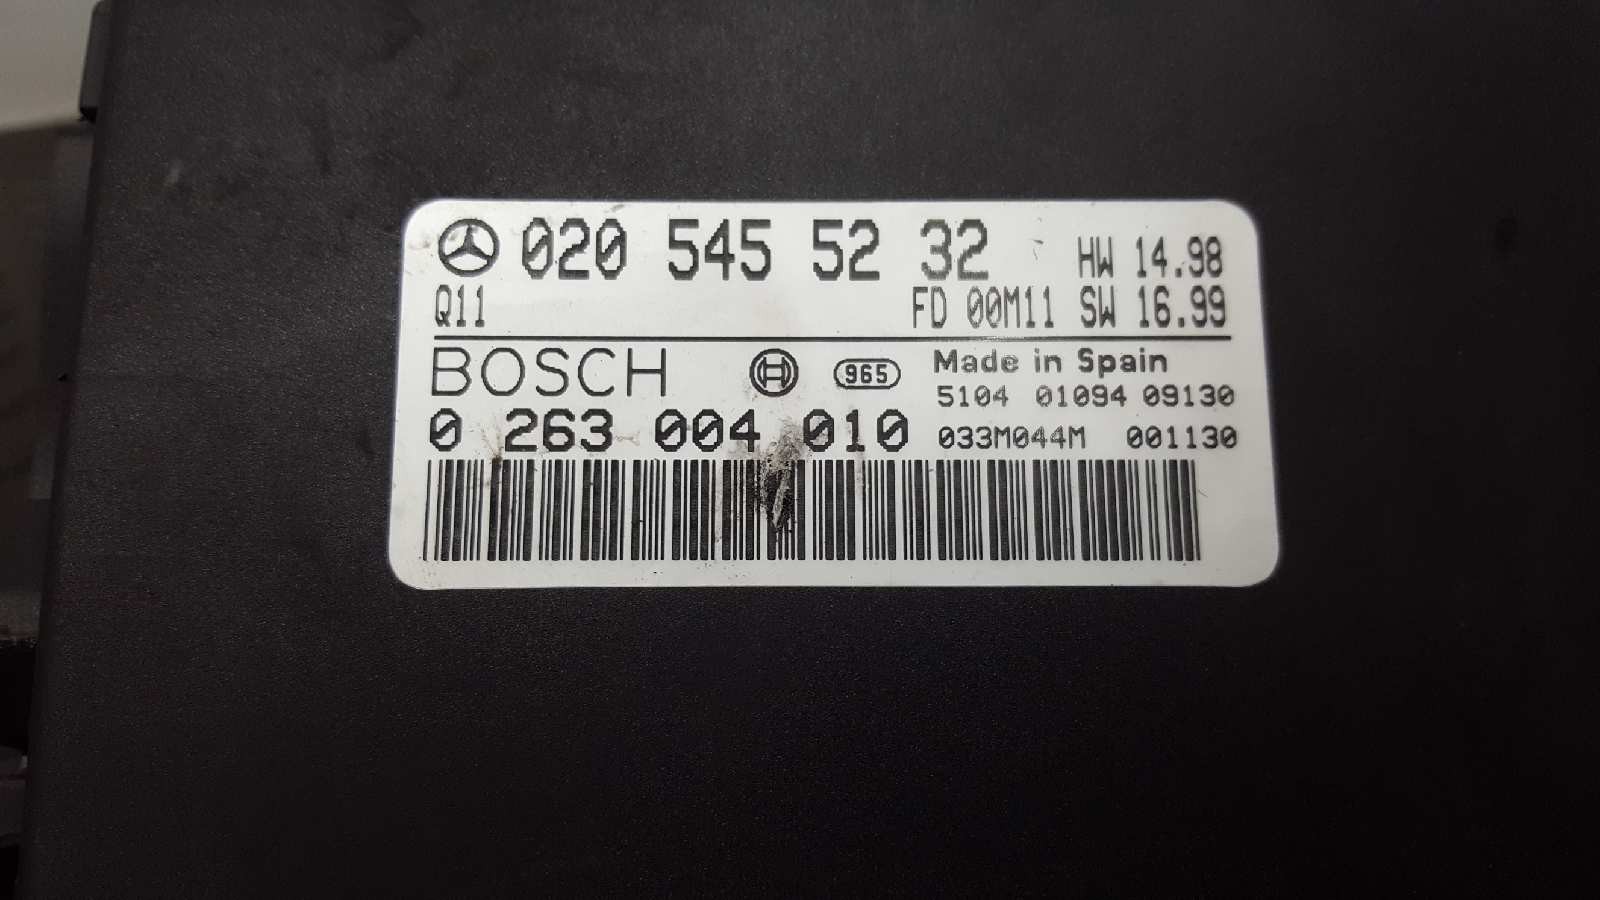 020 545 52 32 HW 14.98
Q11 FD 00M11 SW 16.99
BOSCH 965 Made in Spain
5104 01094 09130
0 263 004 010 033M044M 001130